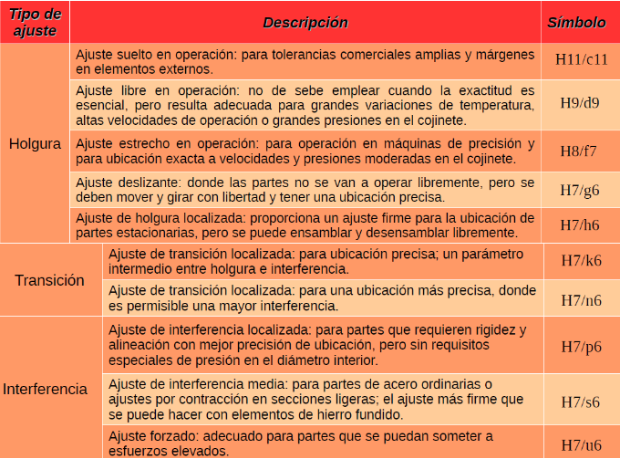 Tipo de ajuste Descripción Símbolo
Holgura
Ajuste suelto en operación: para tolerancias comerciales amplias y márgenes
en elementos externos.
H11/c11
Ajuste libre en operación: no de sebe emplear cuando la exactitud es
esencial, pero resulta adecuada para grandes variaciones de temperatura,
altas velocidades de operación o grandes presiones en el cojinete.
H9/d9
Ajuste estrecho en operación: para operación en máquinas de precisión y
para ubicación exacta a velocidades y presiones moderadas en el cojinete.
H8/f7
Ajuste deslizante: donde las partes no se van a operar libremente, pero se
deben mover y girar con libertad y tener una ubicación precisa.
H7/g6
Ajuste de holgura localizada: proporciona un ajuste firme para la ubicación de
partes estacionarias, pero se puede ensamblar y desensamblar libremente.
H7/h6
Transición
Ajuste de transición localizada: para ubicación precisa; un parámetro
intermedio entre holgura e interferencia.
H7/k6
Ajuste de transición localizada: para una ubicación más precisa, donde
es permisible una mayor interferencia.
H7/n6
Interferencia
Ajuste de interferencia localizada: para partes que requieren rigidez y
alineación con mejor precisión de ubicación, pero sin requisitos
especiales de presión en el diámetro interior.
H7/p6
Ajuste de interferencia media: para partes de acero ordinarias o
ajustes por contracción en secciones ligeras; el ajuste más firme que
se puede hacer con elementos de hierro fundido.
H7/s6
Ajuste forzado: adecuado para partes que se puedan someter a
esfuerzos elevados.
H7/u6